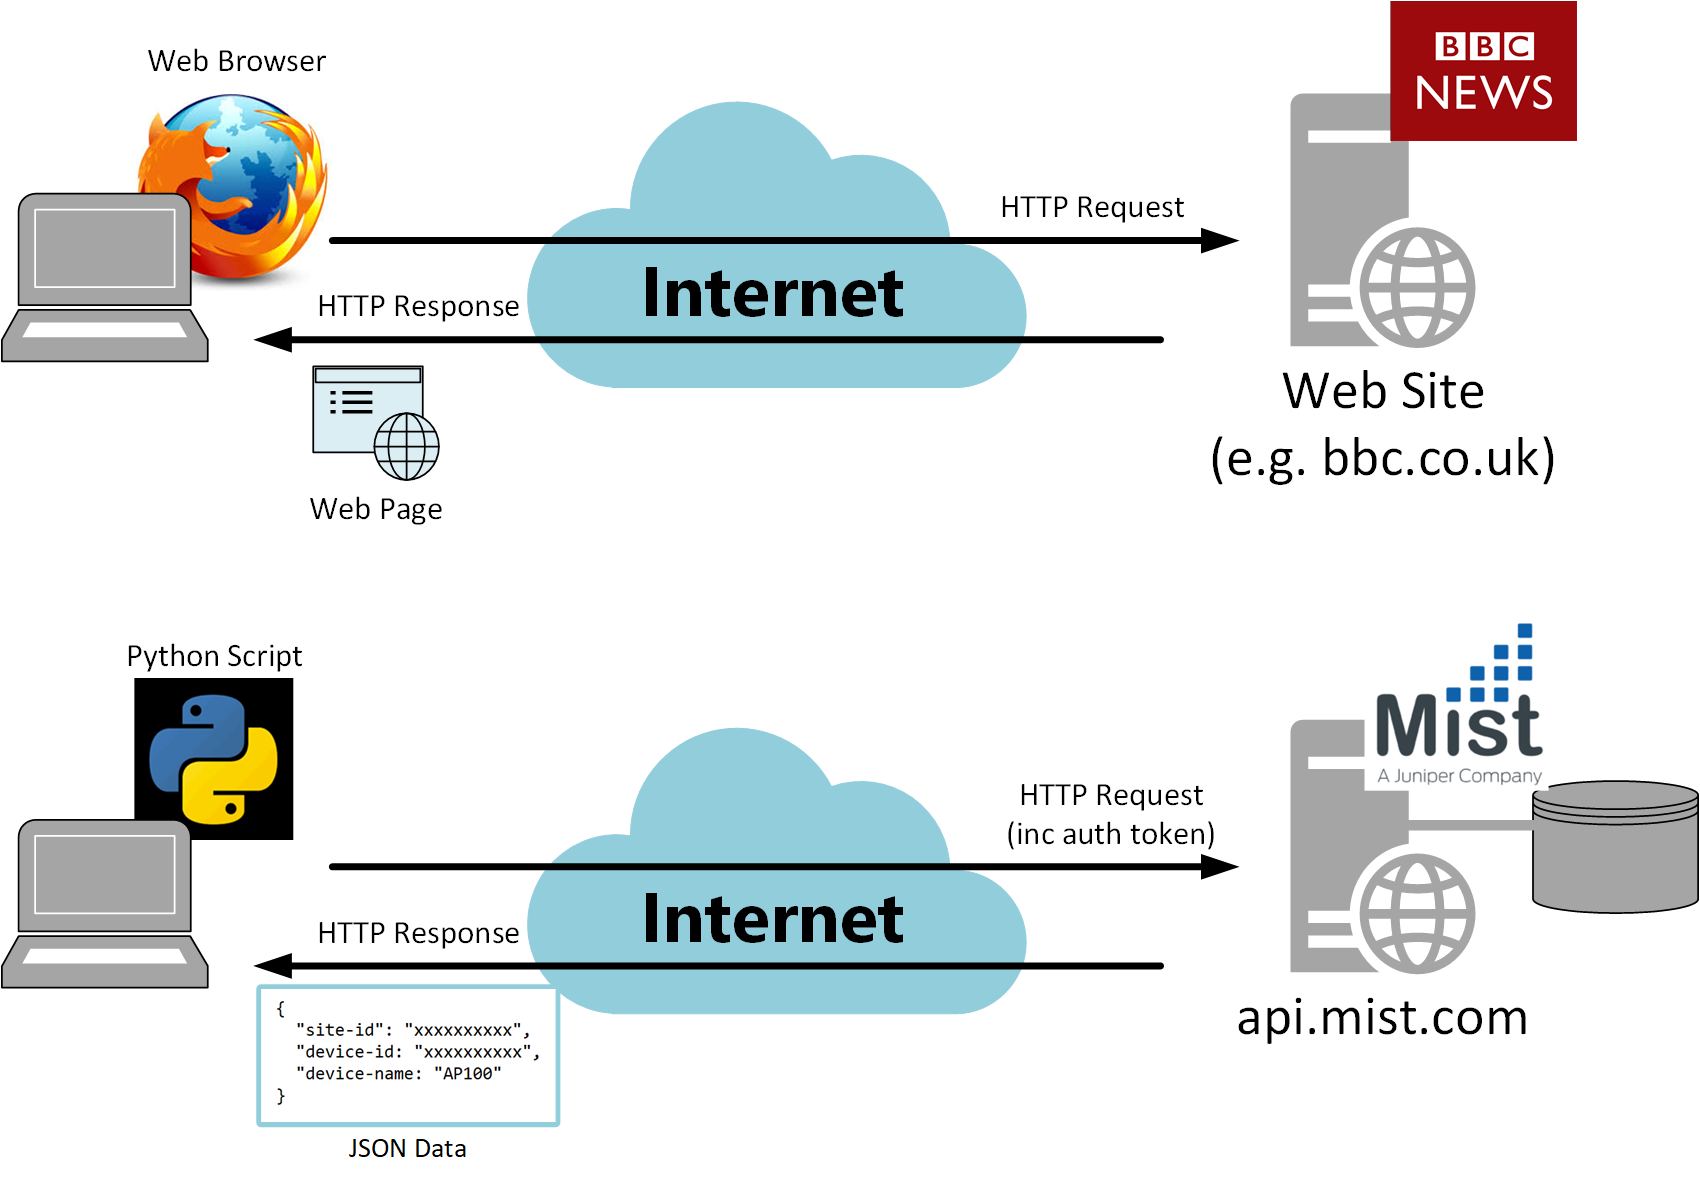 Web Browser
BBC
NEWS
HTTP Request
Internet
HTTP Response
Web Site
(e.g. bbc.co.uk)
Web Page
Python Script
Mist
A Juniper Company
HTTP Request
(inc auth token)
Internet
HTTP Response
{
"site-id": "xxxxxxxxxx",
"device-id: "xxxxxxxxxx",
"device-name: "AP100"
}
api.mist.com
JSON Data